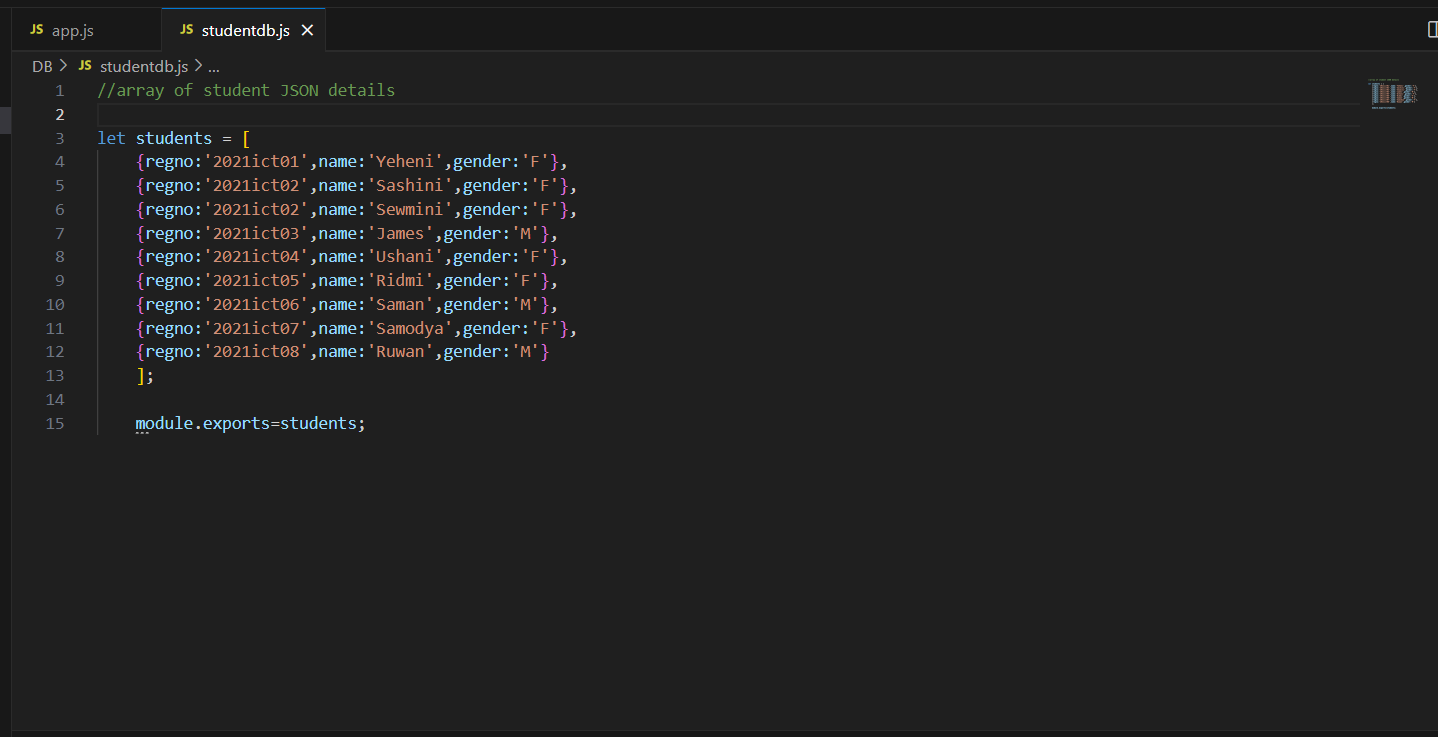 JS app.js
JS studentdb.js
DB > JS studentdb.js > ...
1 //array of student JSON details
2
3 let students = [
4 {regno:'2021ict01',name:'Yeheni',gender:'F'},
5 {regno:'2021ict02',name:'Sashini',gender:'F'},
6 {regno:'2021ict02',name:'Sewmini',gender:'F'},
7 {regno:'2021ict03',name:'James',gender:'M'},
8 {regno:'2021ict04',name:'Ushani',gender:'F'},
9 {regno:'2021ict05',name:'Ridmi',gender:'F'},
10 {regno:'2021ict06',name:'Saman',gender:'M'},
11 {regno:'2021ict07',name:'Samodya',gender:'F'},
12 {regno:'2021ict08',name:'Ruwan',gender:'M'}
13 ];
14
15 module.exports=students;